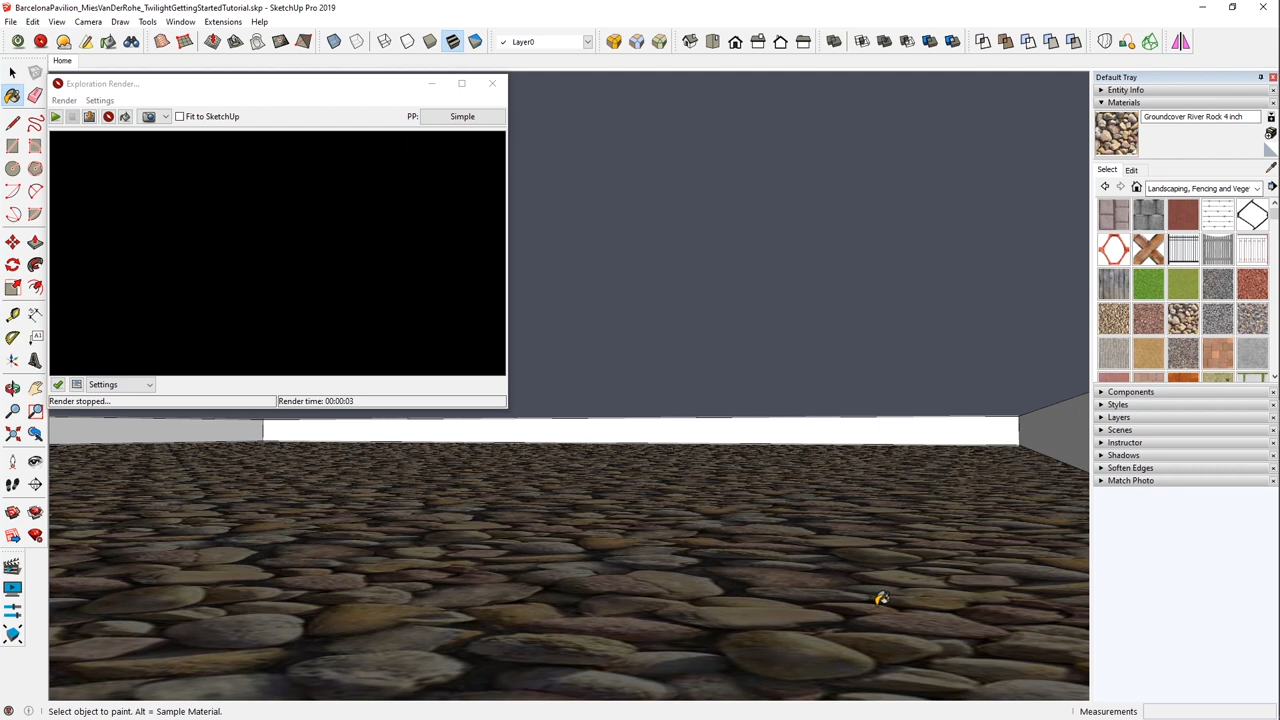 BarcelonaPavilion_MiesVanDerRohe_TwilightGettingStartedTutorial.skp - SketchUp Pro 2019
File Edit View Camera Draw Tools Window Extensions Help
Layer0
Home
Exploration Render...
Render Settings
Fit to SketchUp PP: Simple
Settings
Render stopped... Render time: 00:00:03
Default Tray
Entity Info
Materials
Groundcover River Rock 4 inch
Select Edit
Landscaping, Fencing and Vege
Components
Styles
Layers
Scenes
Instructor
Shadows
Soften Edges
Match Photo
Select object to paint. Alt = Sample Material. Measurements